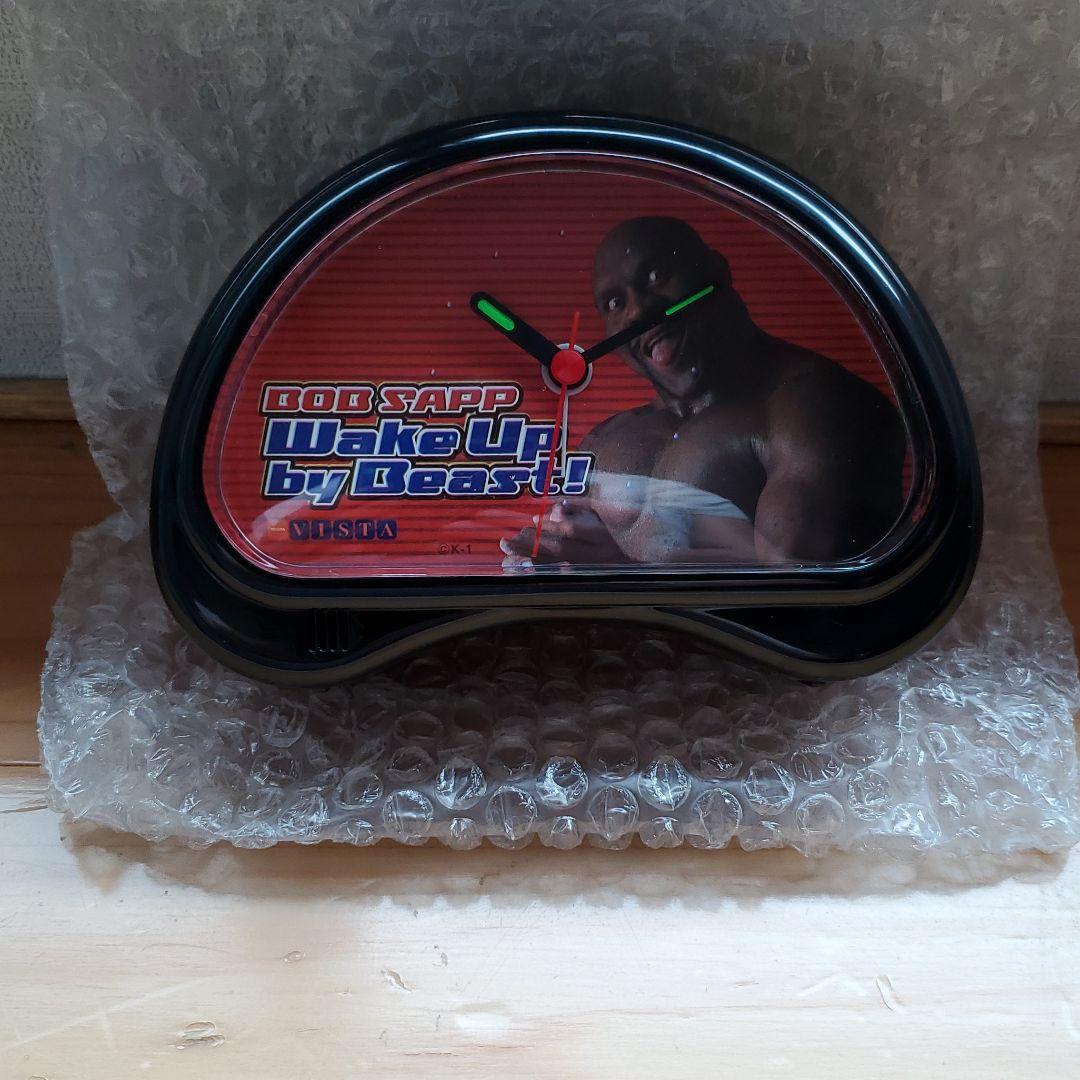 BOB SAPP
Wake Up
by Beast!
VISTA
©K-1